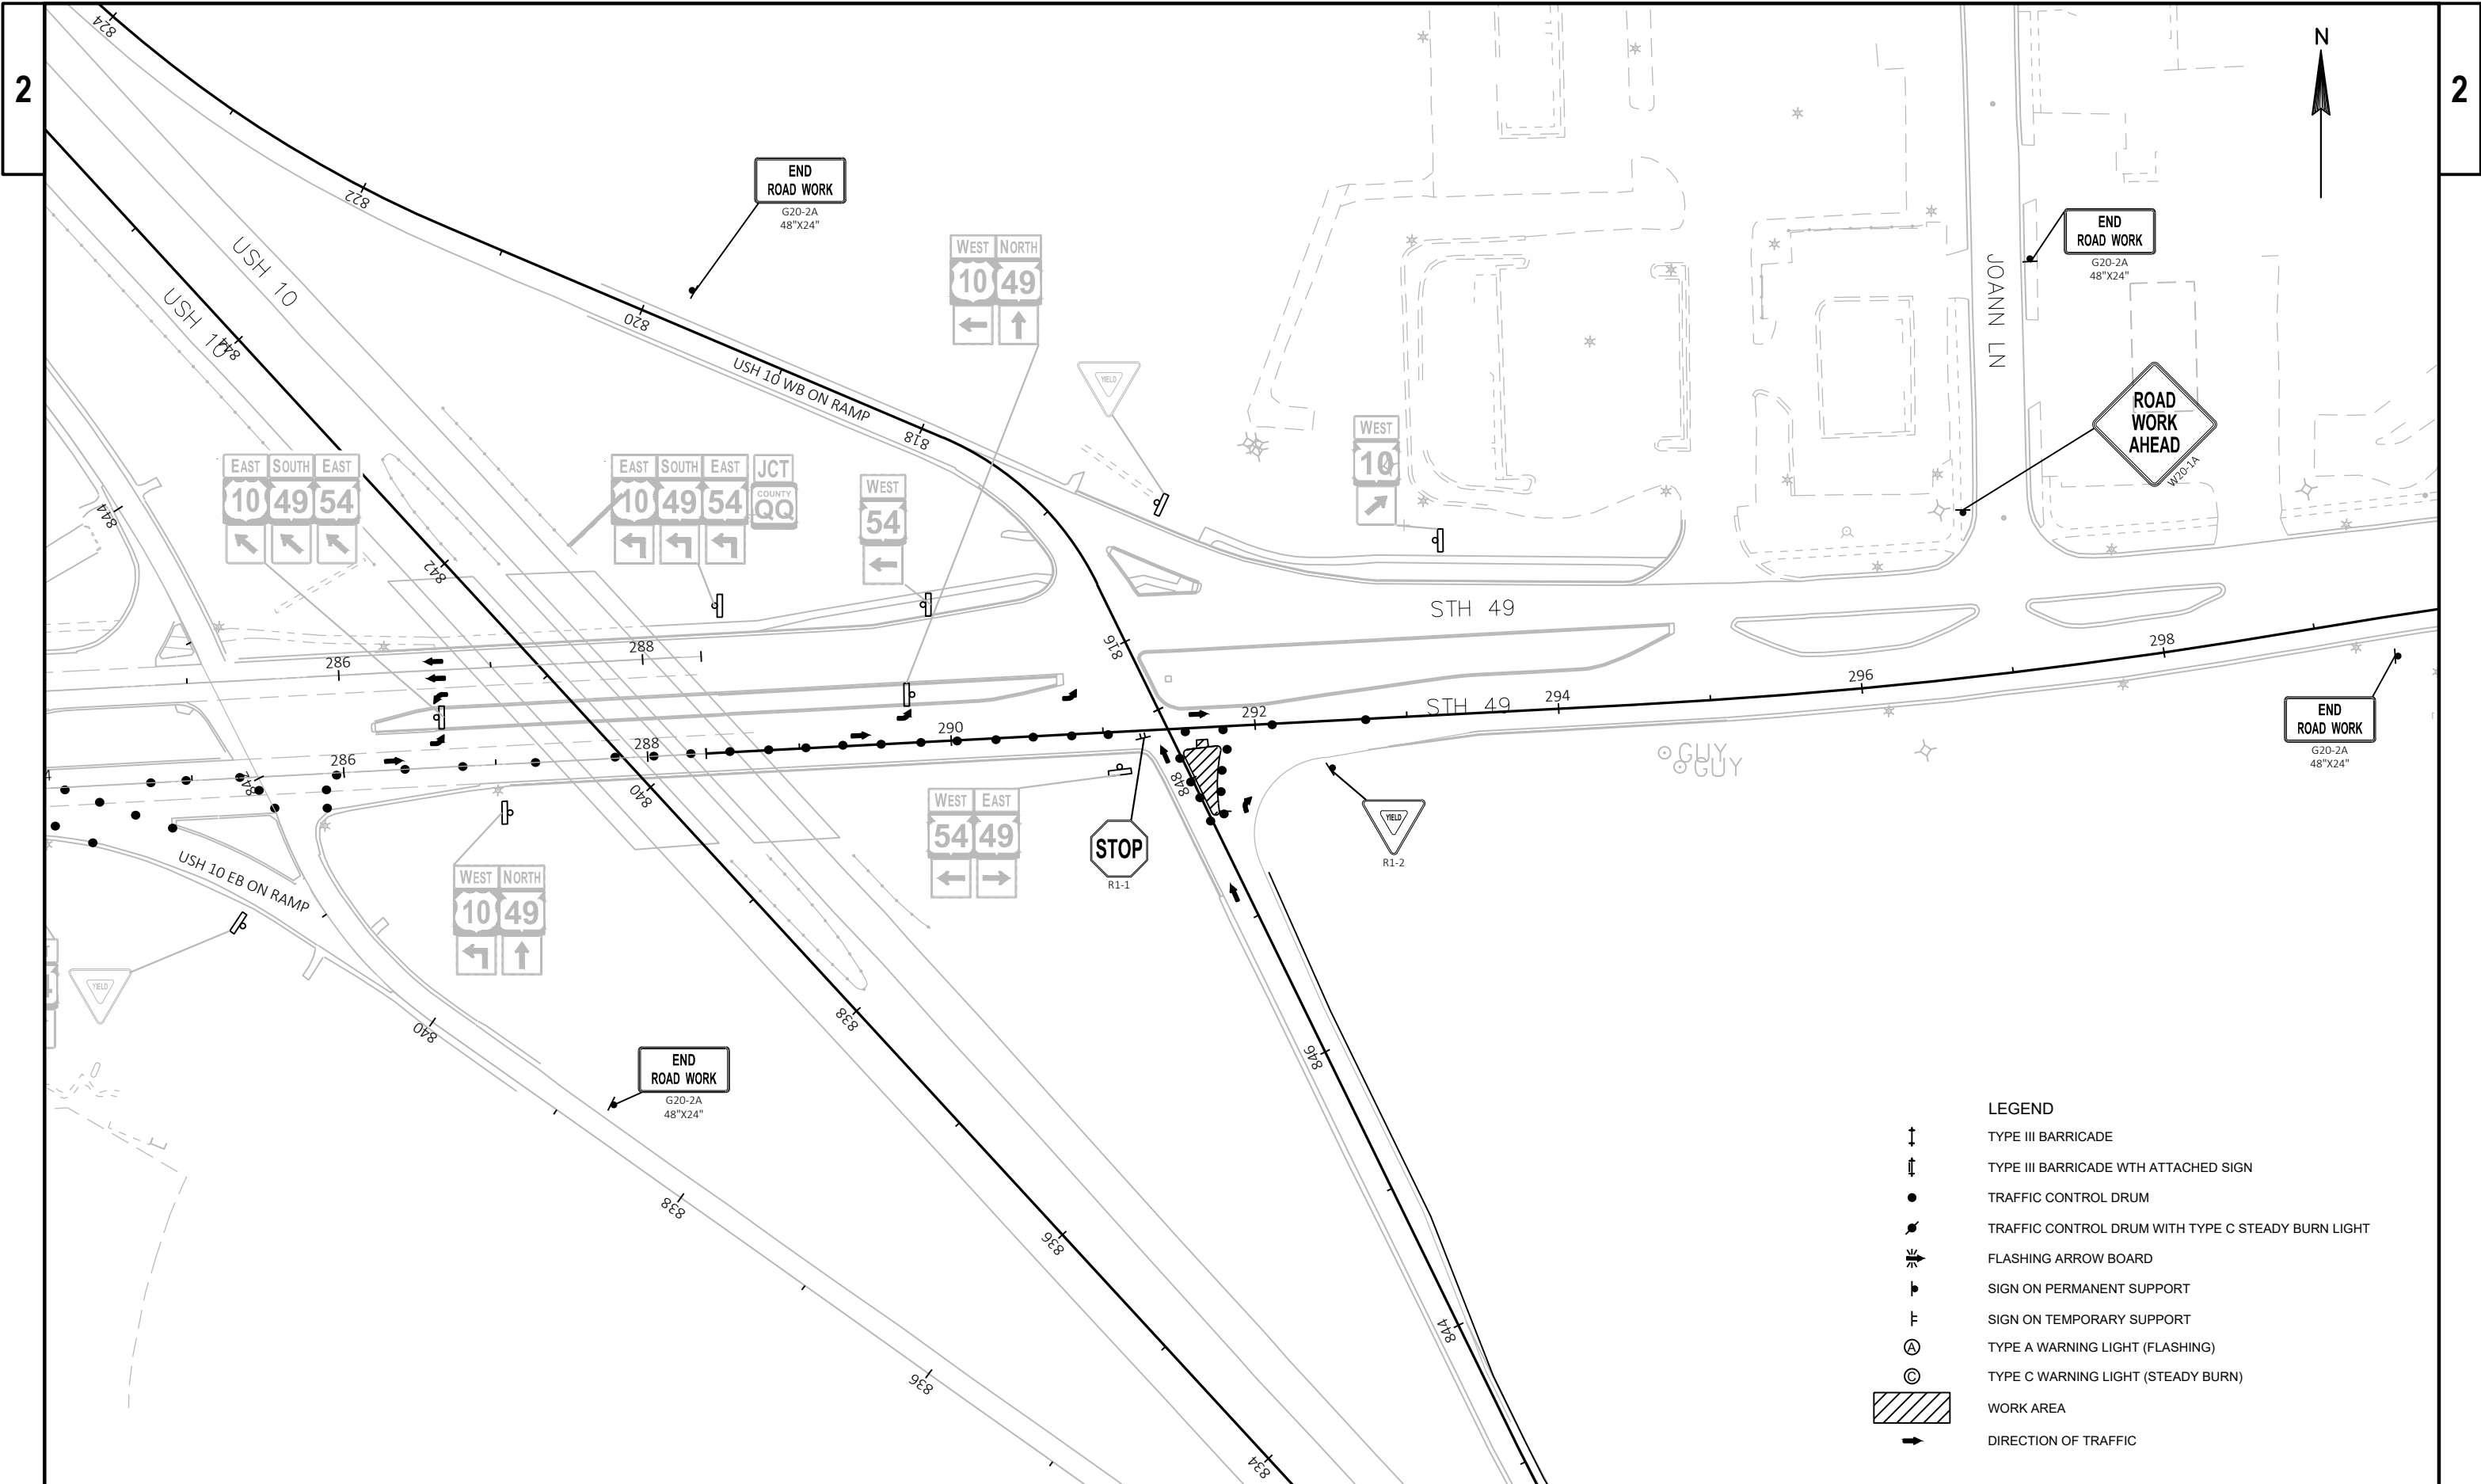 2
2
N
824
822
820
818
816
USH 10
USH 10
844
END
ROAD WORK
G20-2A
48"X24"
WEST NORTH
10 49
USH 10 WB ON RAMP
YIELD
WEST
10
JOANN LN
END
ROAD WORK
G20-2A
48"X24"
ROAD
WORK
AHEAD
W20-1A
EAST SOUTH EAST
10 49 54
EAST SOUTH EAST JCT
10 49 54 COUNTY
QQ
WEST
54
844
842
STH 49
286
288
STH 49
286
288
290
292
294
296
298
842
840
848
GUY
GUY
END
ROAD WORK
G20-2A
48"X24"
WEST EAST
54 49
STOP
R1-1
YIELD
R1-2
USH 10 EB ON RAMP
WEST NORTH
10 49
YIELD
840
838
846
END
ROAD WORK
G20-2A
48"X24"
838
836
844
836
834
LEGEND
TYPE III BARRICADE
TYPE III BARRICADE WTH ATTACHED SIGN
TRAFFIC CONTROL DRUM
TRAFFIC CONTROL DRUM WITH TYPE C STEADY BURN LIGHT
FLASHING ARROW BOARD
SIGN ON PERMANENT SUPPORT
SIGN ON TEMPORARY SUPPORT
A TYPE A WARNING LIGHT (FLASHING)
C TYPE C WARNING LIGHT (STEADY BURN)
WORK AREA
DIRECTION OF TRAFFIC